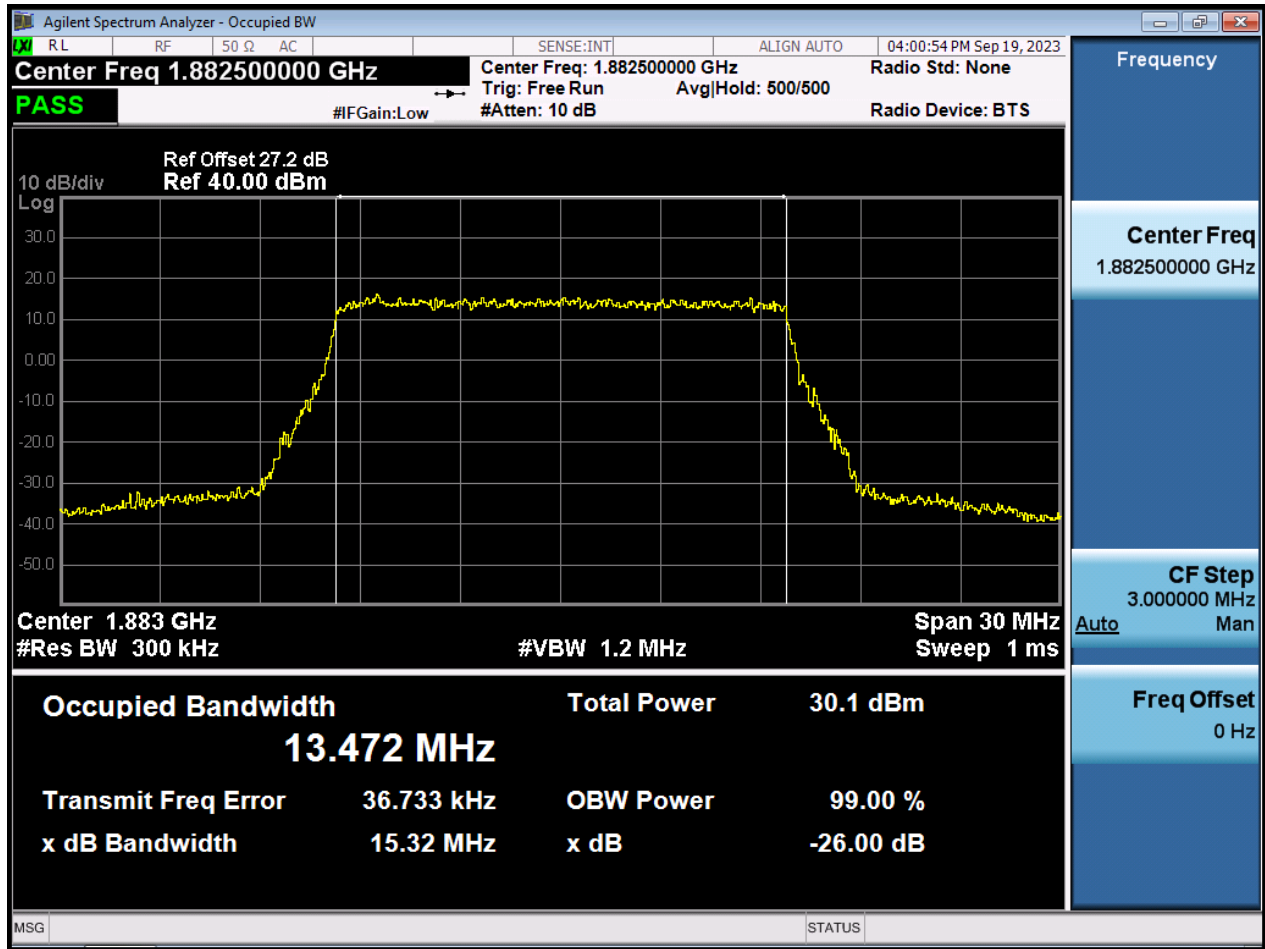 Agilent Spectrum Analyzer - Occupied BW
LXI RL RF 50 Ω AC SENSE:INT ALIGN AUTO 04:00:54 PM Sep 19, 2023
Center Freq 1.882500000 GHz
Center Freq: 1.882500000 GHz
Radio Std: None
Trig: Free Run Avg|Hold: 500/500
PASS
#IFGain:Low
#Atten: 10 dB
Radio Device: BTS
Ref Offset 27.2 dB
10 dB/div Ref 40.00 dBm
Log
30.0
20.0
10.0
0.00
-10.0
-20.0
-30.0
-40.0
-50.0
Center 1.883 GHz Span 30 MHz
#Res BW 300 kHz #VBW 1.2 MHz Sweep 1 ms
Occupied Bandwidth Total Power 30.1 dBm
13.472 MHz
Transmit Freq Error 36.733 kHz OBW Power 99.00 %
x dB Bandwidth 15.32 MHz x dB -26.00 dB
MSG STATUS
Frequency
Center Freq
1.882500000 GHz
CF Step
3.000000 MHz
Auto Man
Freq Offset
0 Hz